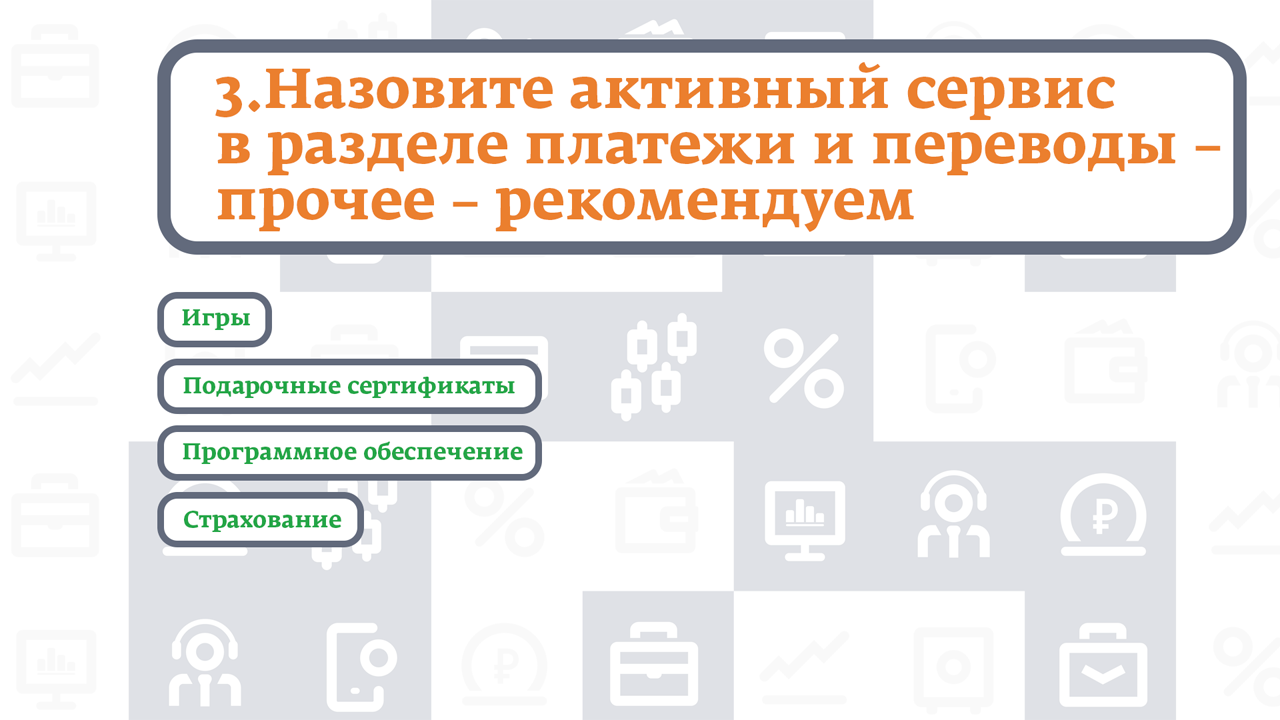 3.Назовите активный сервис
в разделе платежи и переводы –
прочее – рекомендуем
Игры
Подарочные сертификаты
Программное обеспечение
Страхование